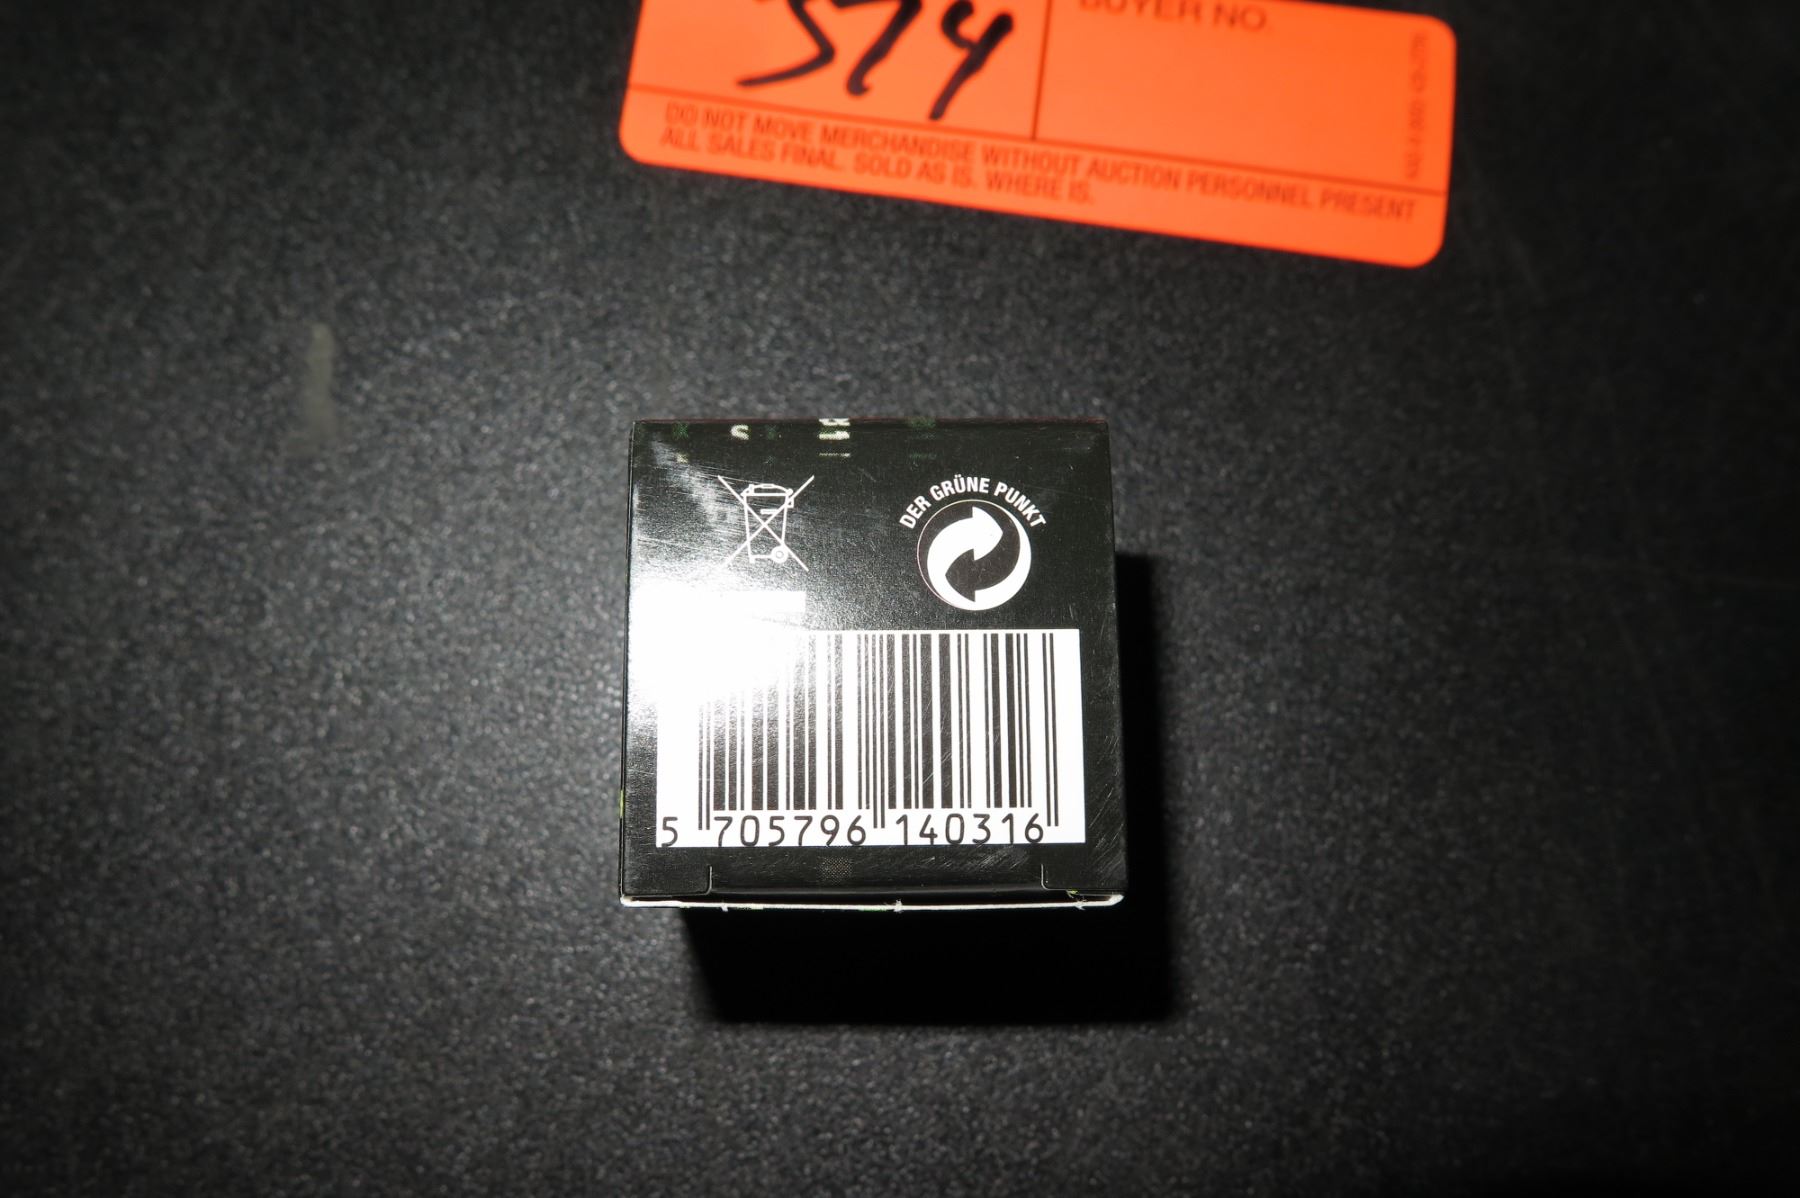 574
BUYER NO.
DO NOT MOVE MERCHANDISE WITHOUT AUCTION PERSONNEL PRESENT
ALL SALES FINAL. SOLD AS IS. WHERE IS.
DER GRÜNE PUNKT
5 705796 140316